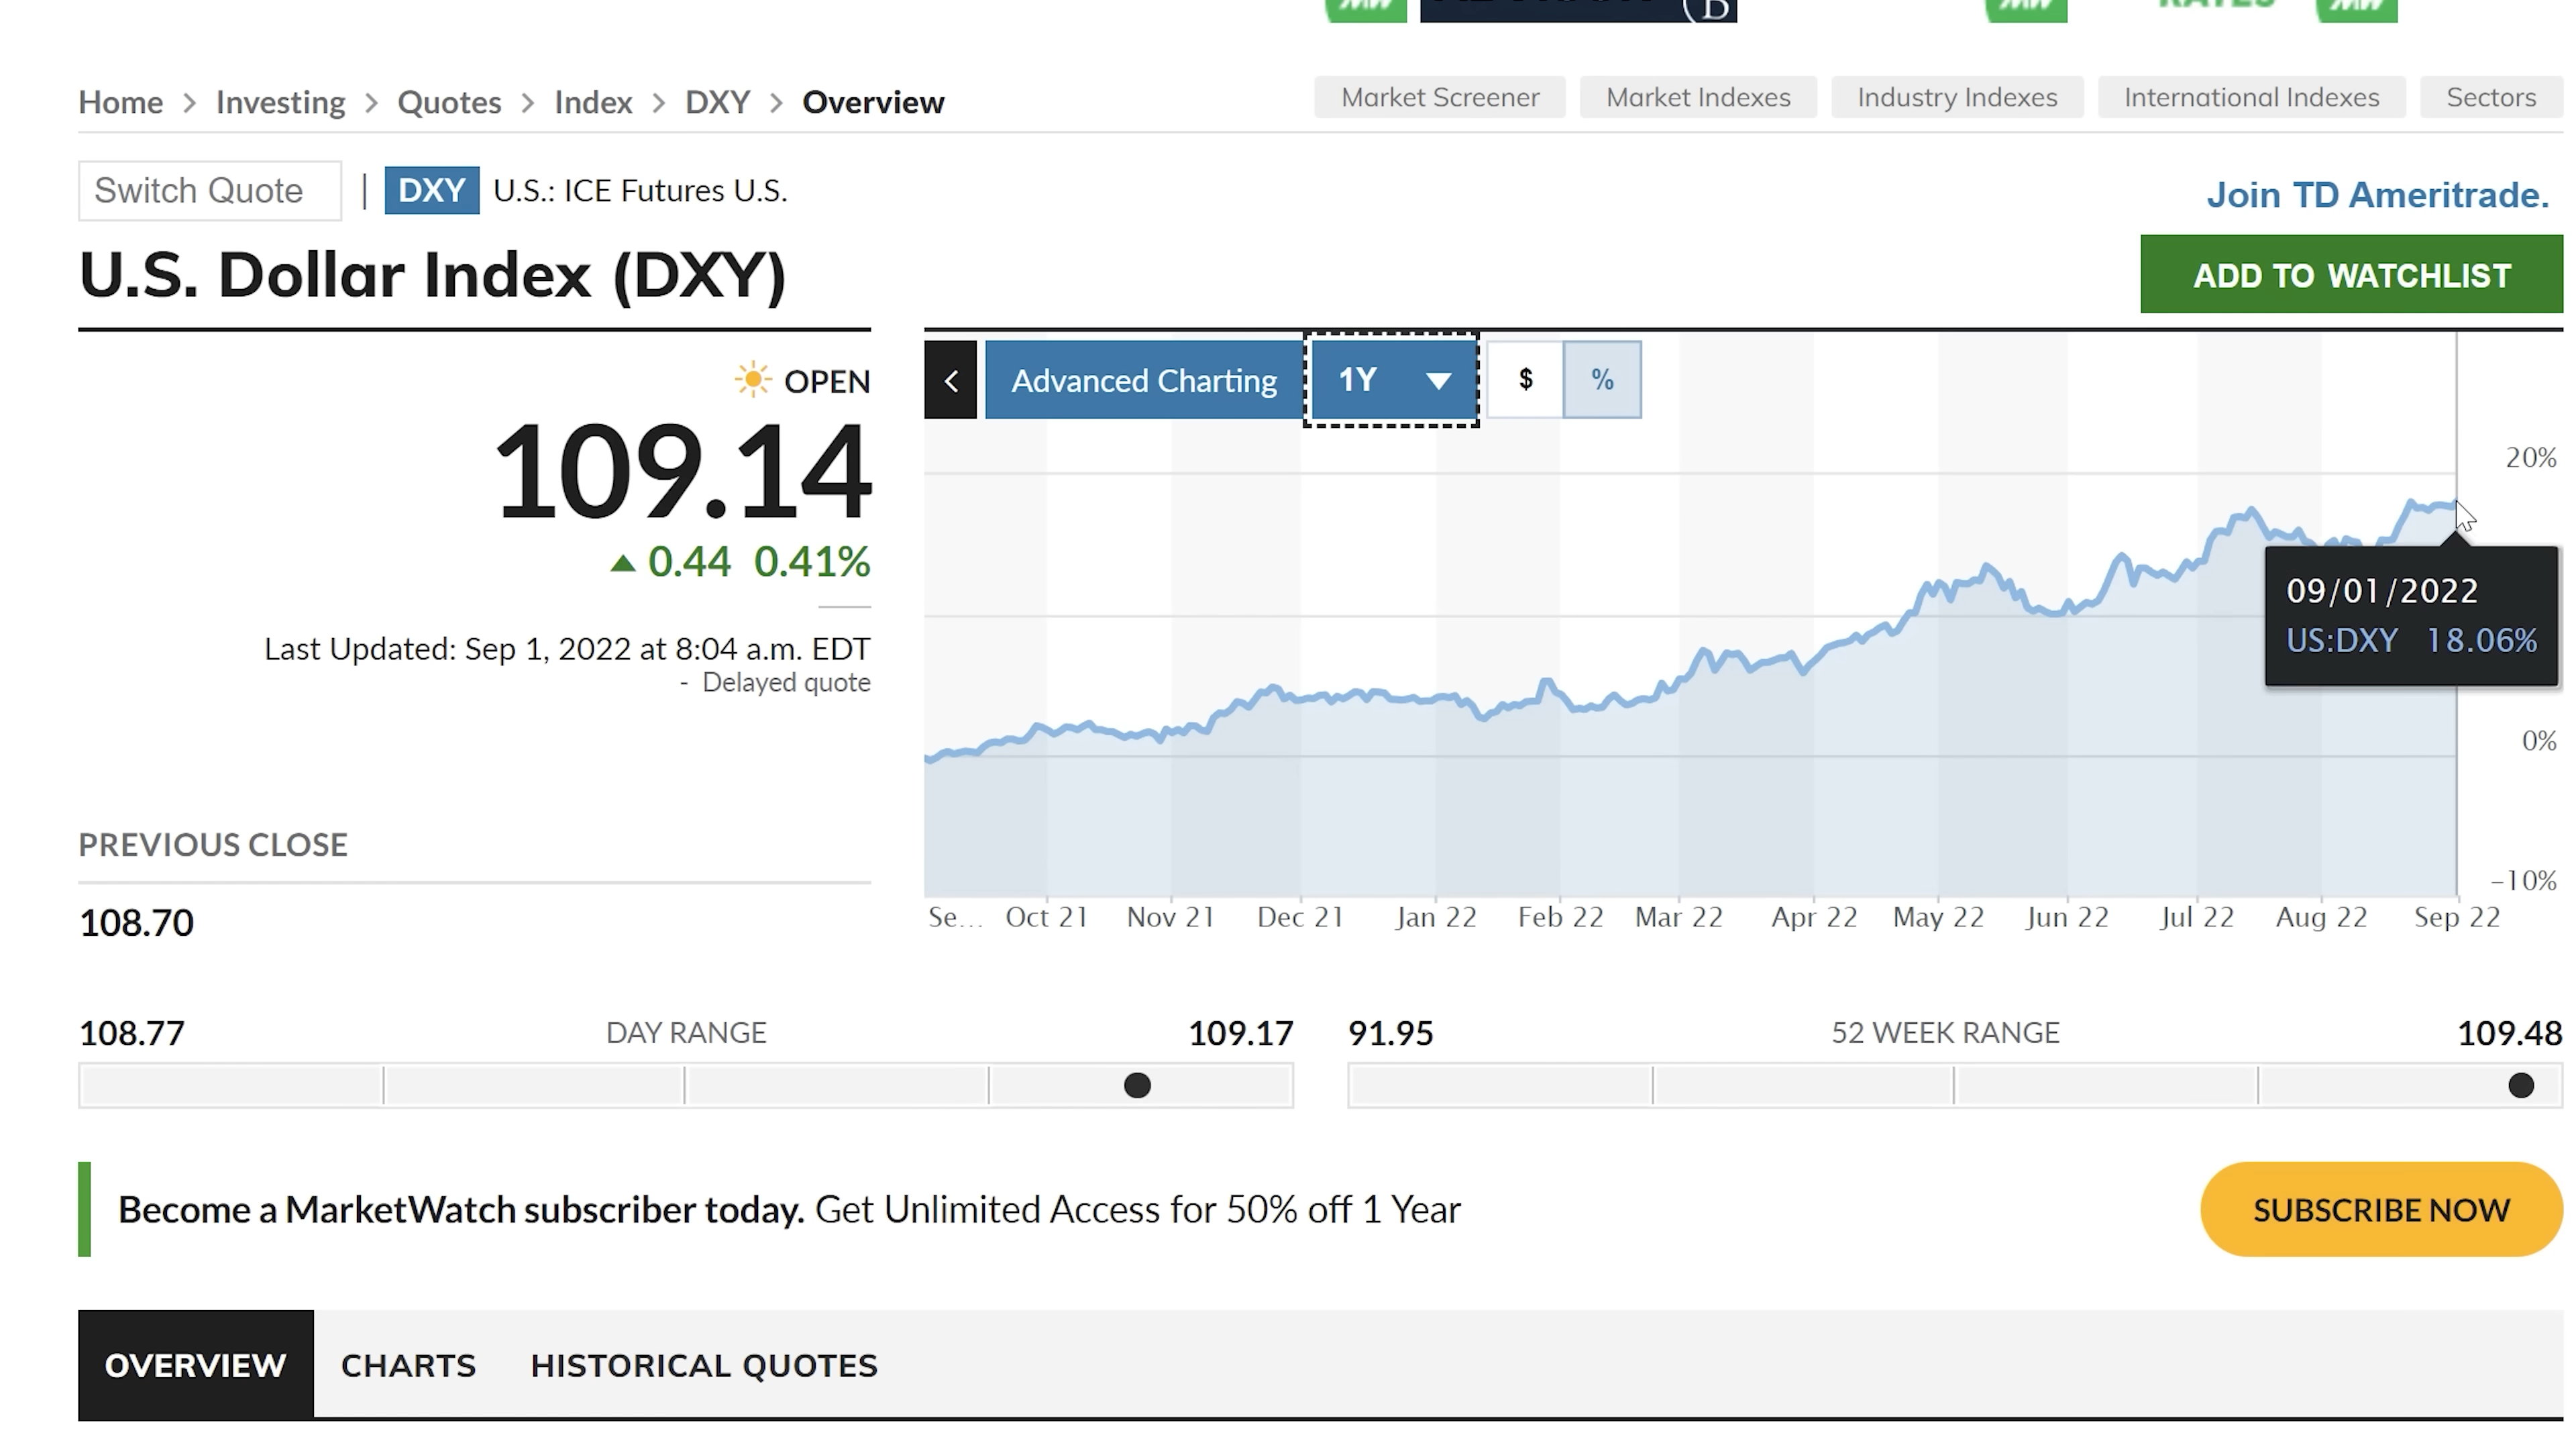 MW B MW RATES MW
Home > Investing > Quotes > Index > DXY > Overview
Market Screener Market Indexes Industry Indexes International Indexes Sectors
Switch Quote | DXY U.S.: ICE Futures U.S.
Join TD Ameritrade.
U.S. Dollar Index (DXY)
ADD TO WATCHLIST
OPEN
109.14
0.44 0.41%
Last Updated: Sep 1, 2022 at 8:04 a.m. EDT
- Delayed quote
PREVIOUS CLOSE
108.70
< Advanced Charting 1Y $ %
20%
09/01/2022
US:DXY 18.06%
0%
-10%
Se... Oct 21 Nov 21 Dec 21 Jan 22 Feb 22 Mar 22 Apr 22 May 22 Jun 22 Jul 22 Aug 22 Sep 22
108.77 DAY RANGE 109.17
91.95 52 WEEK RANGE 109.48
Become a MarketWatch subscriber today. Get Unlimited Access for 50% off 1 Year
SUBSCRIBE NOW
OVERVIEW CHARTS HISTORICAL QUOTES